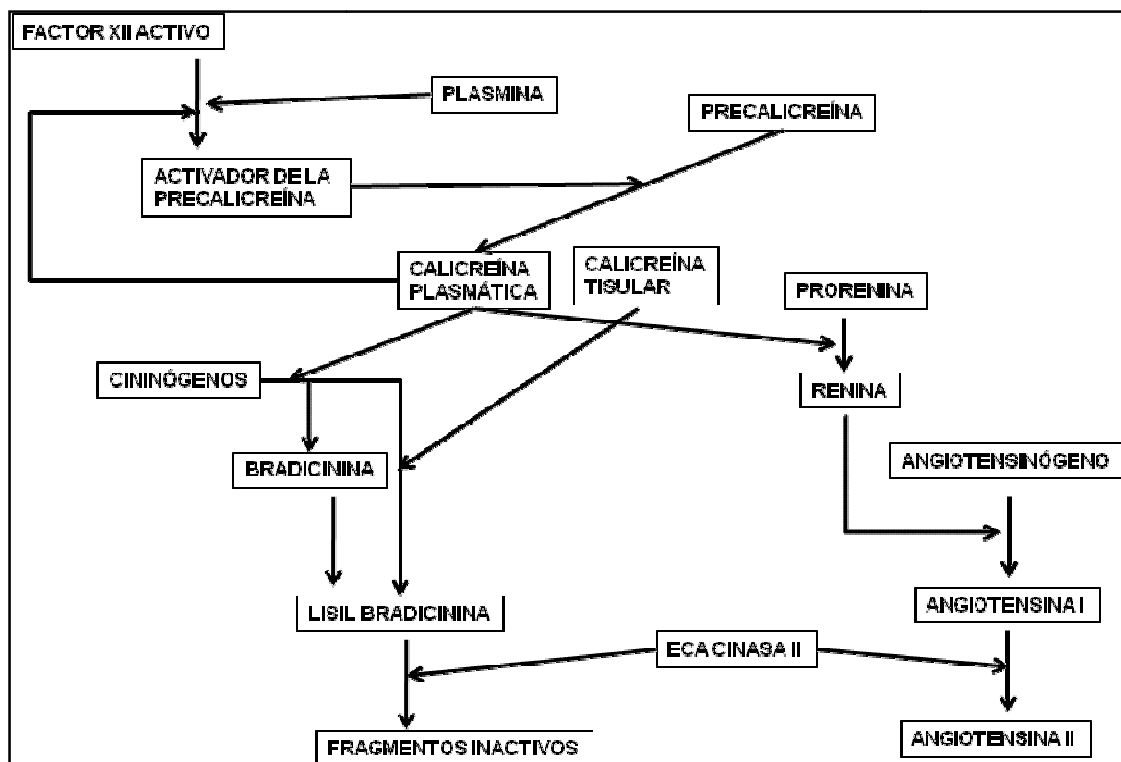 FACTOR XII ACTIVO
PLASMINA
PRECALICREÍNA
ACTIVADOR DE LA
PRECALICREÍNA
CALICREÍNA
PLASMÁTICA
CALICREÍNA
TISULAR
PRORENINA
CININÓGENOS
RENINA
BRADICININA
ANGIOTENSINÓGENO
LISIL BRADICININA
ANGIOTENSINA I
ECA CINASA II
FRAGMENTOS INACTIVOS
ANGIOTENSINA II